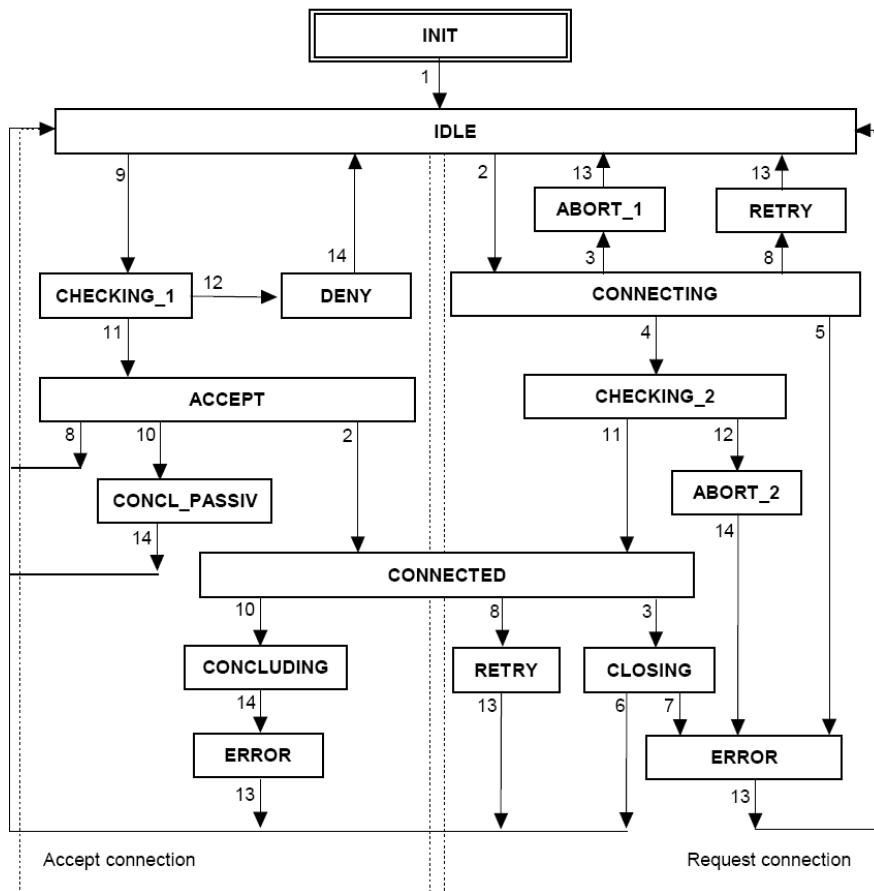 INIT
1
IDLE
9
2
13
13
ABORT_1
RETRY
14
3
8
CHECKING_1
12
DENY
CONNECTING
11
4
5
ACCEPT
CHECKING_2
8
10
2
11
12
CONCL_PASSIV
ABORT_2
14
14
CONNECTED
10
8
3
CONCLUDING
RETRY
CLOSING
14
13
6
7
ERROR
ERROR
13
13
Accept connection
Request connection